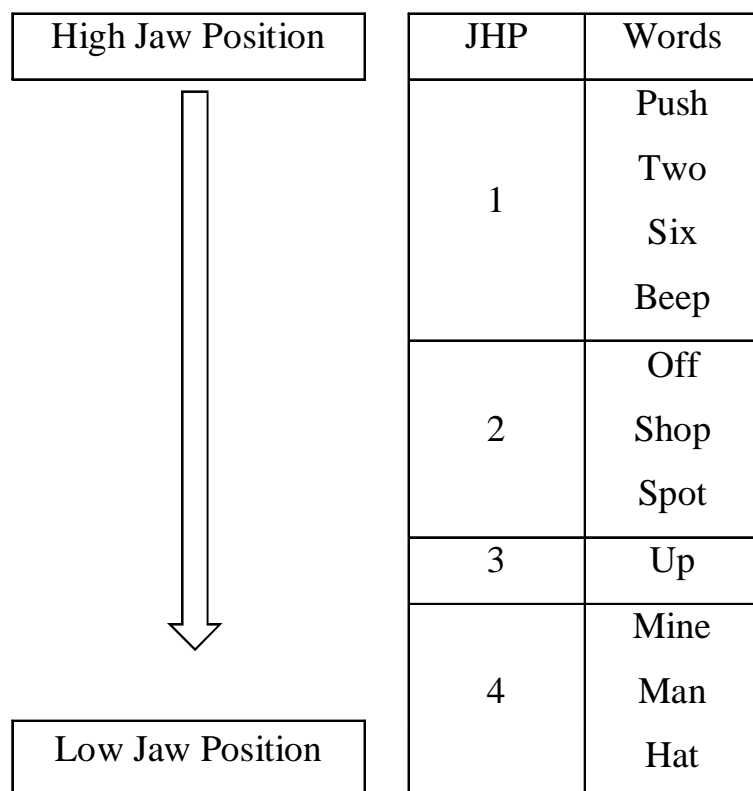 High Jaw Position
JHP Words
Push
Two
1
Six
Beep
Off
2 Shop
Spot
3 Up
Mine
4 Man
Low Jaw Position
Hat